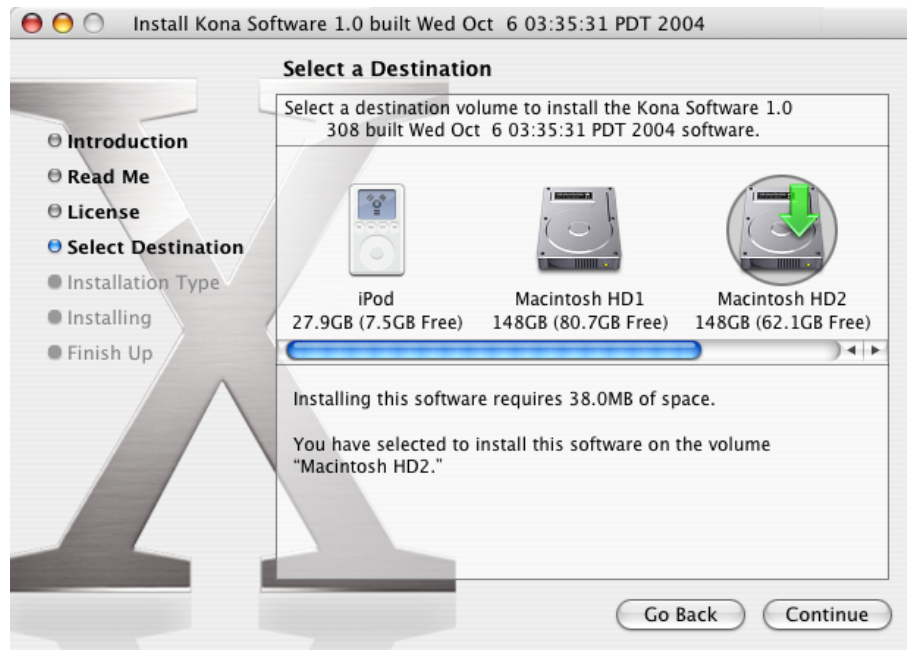 Install Kona Software 1.0 built Wed Oct  6 03:35:31 PDT 2004
Select a Destination
Introduction
Read Me
License
Select Destination
Installation Type
Installing
Finish Up
Select a destination volume to install the Kona Software 1.0
308 built Wed Oct  6 03:35:31 PDT 2004 software.
iPod
27.9GB (7.5GB Free)
Macintosh HD1
148GB (80.7GB Free)
Macintosh HD2
148GB (62.1GB Free)
Installing this software requires 38.0MB of space.
You have selected to install this software on the volume
“Macintosh HD2.”
Go Back
Continue